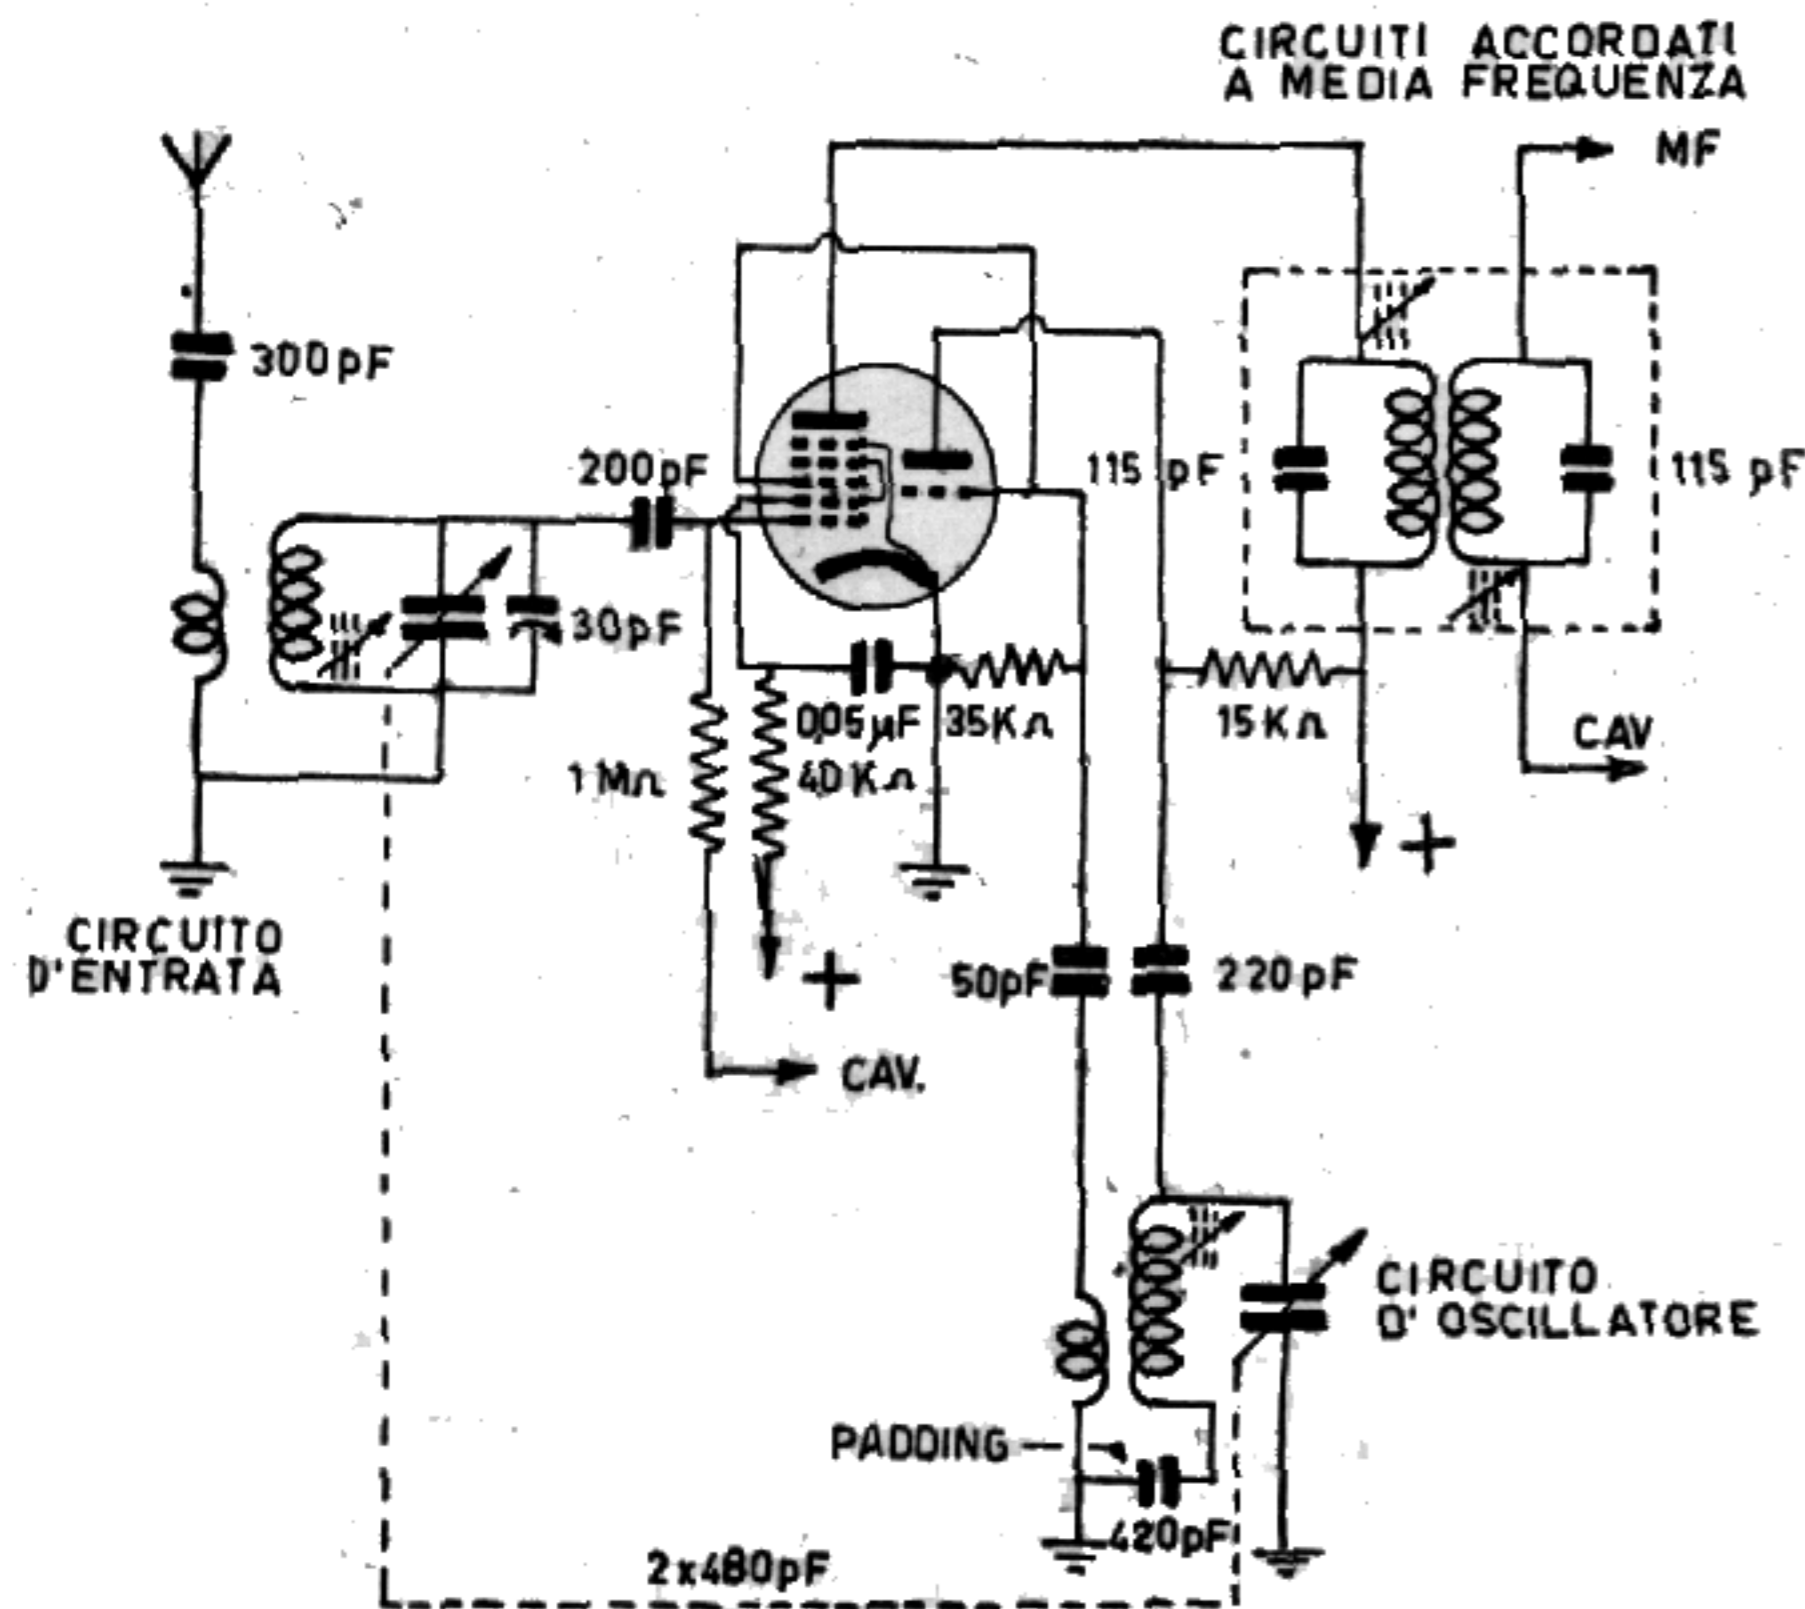 CIRCUITI ACCORDATI
A MEDIA FREQUENZA
MF
300pF
200pF
115 pF
115 pF
30pF
0,05µF
35KΩ
15KΩ
1MΩ
40KΩ
CAV
+
+
CIRCUITO
D'ENTRATA
50pF
220pF
CAV.
CIRCUITO
D'OSCILLATORE
PADDING
420pF
2x480pF